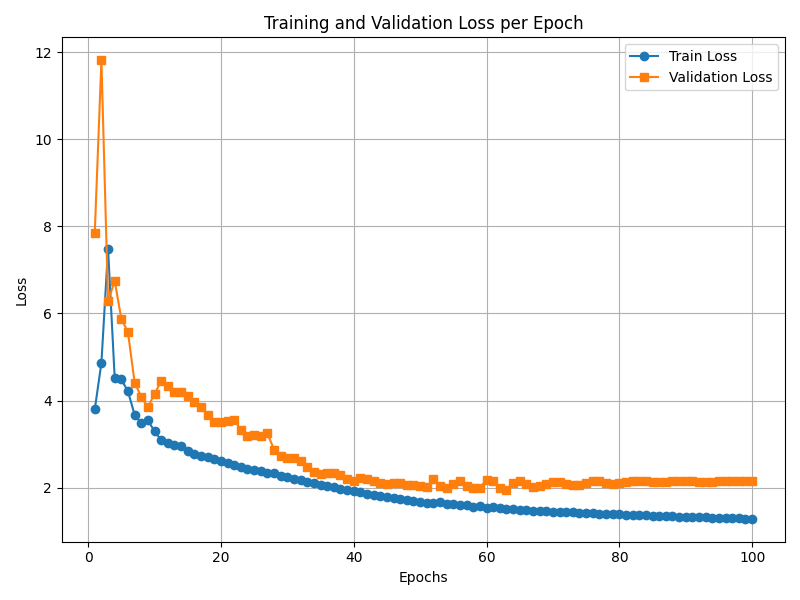 Training and Validation Loss per Epoch
Train Loss
Validation Loss
12
10
8
6
4
2
Loss
0 20 40 60 80 100
Epochs